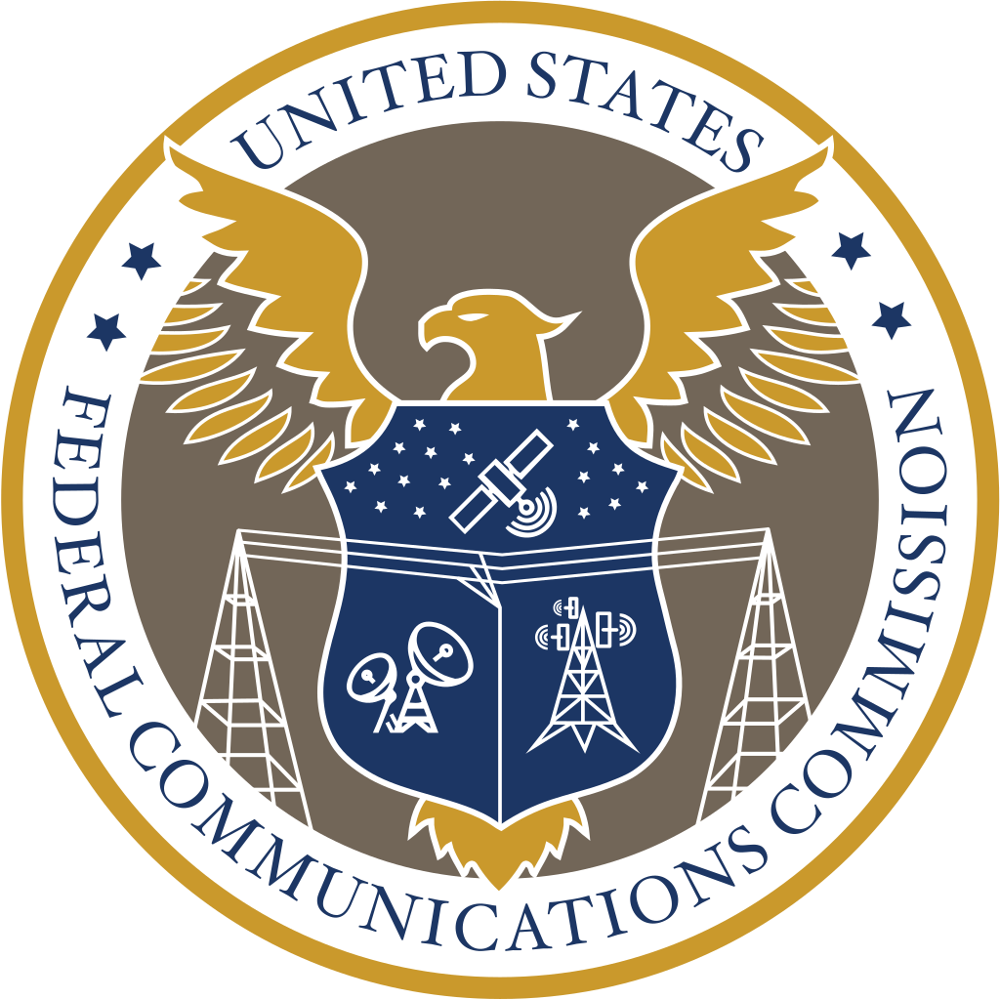 UNITED STATES
FEDERAL COMMUNICATIONS COMMISSION